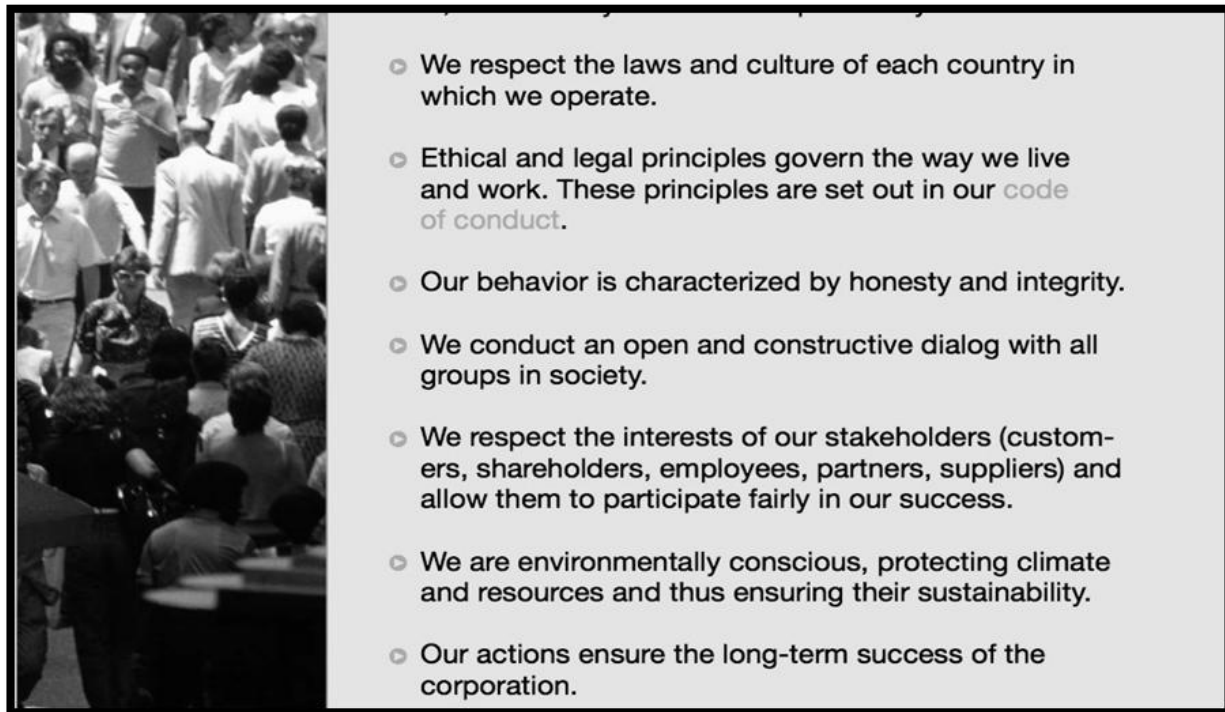 We respect the laws and culture of each country in
which we operate.
Ethical and legal principles govern the way we live
and work. These principles are set out in our code
of conduct.
Our behavior is characterized by honesty and integrity.
We conduct an open and constructive dialog with all
groups in society.
We respect the interests of our stakeholders (custom-
ers, shareholders, employees, partners, suppliers) and
allow them to participate fairly in our success.
We are environmentally conscious, protecting climate
and resources and thus ensuring their sustainability.
Our actions ensure the long-term success of the
corporation.